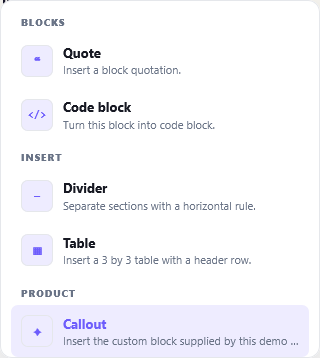 BLOCKS
❝
Quote
Insert a block quotation.
</>
Code block
Turn this block into code block.
INSERT
—
Divider
Separate sections with a horizontal rule.
▦
Table
Insert a 3 by 3 table with a header row.
PRODUCT
✦
Callout
Insert the custom block supplied by this demo ...